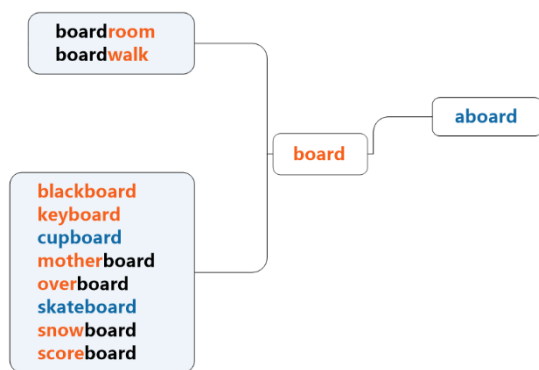 boardroom
boardwalk
aboard
board
blackboard
keyboard
cupboard
motherboard
overboard
skateboard
snowboard
scoreboard